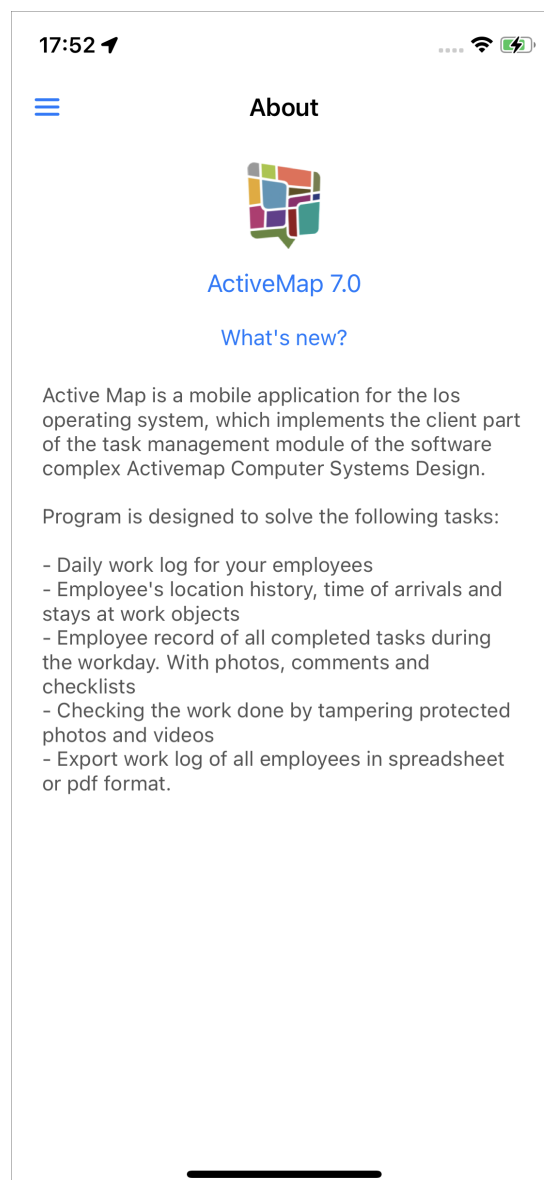 17:52
About
ActiveMap 7.0
What's new?
Active Map is a mobile application for the Ios
operating system, which implements the client part
of the task management module of the software
complex Activemap Computer Systems Design.
Program is designed to solve the following tasks:
- Daily work log for your employees
- Employee's location history, time of arrivals and
stays at work objects
- Employee record of all completed tasks during
the workday. With photos, comments and
checklists
- Checking the work done by tampering protected
photos and videos
- Export work log of all employees in spreadsheet
or pdf format.